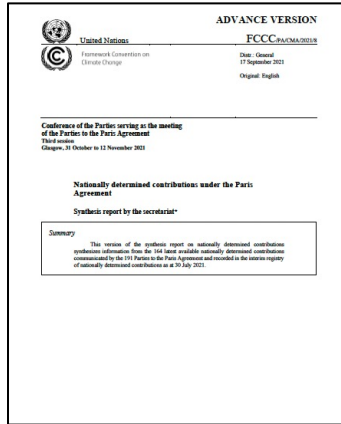 ADVANCE VERSION
United Nations
FCCC/PA/CMA/2021/8
Framework Convention on
Climate Change
Distr.: General
17 September 2021
Original: English
Conference of the Parties serving as the meeting
of the Parties to the Paris Agreement
Third session
Glasgow, 31 October to 12 November 2021
Nationally determined contributions under the Paris
Agreement
Synthesis report by the secretariat*
Summary
This version of the synthesis report on nationally determined contributions
synthesizes information from the 164 latest available nationally determined contributions
communicated by the 191 Parties to the Paris Agreement and recorded in the interim registry
of nationally determined contributions as at 30 July 2021.